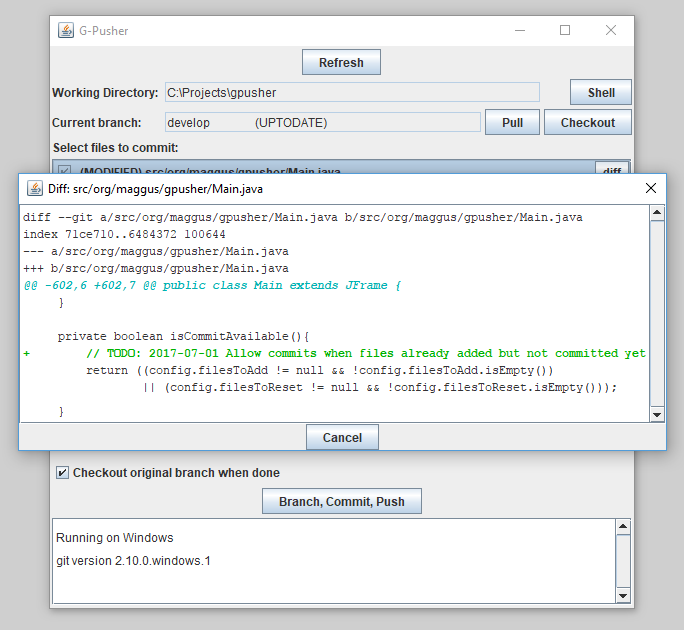 G-Pusher
Refresh
Working Directory: C:\Projects\gpusher Shell
Current branch: develop (UPTODATE) Pull Checkout
Select files to commit:
(MODIFIED) src/org/maggus/gpusher/Main.java diff
Diff: src/org/maggus/gpusher/Main.java
diff --git a/src/org/maggus/gpusher/Main.java b/src/org/maggus/gpusher/Main.java
index 71ce710..6484372 100644
--- a/src/org/maggus/gpusher/Main.java
+++ b/src/org/maggus/gpusher/Main.java
@@ -602,6 +602,7 @@ public class Main extends JFrame {
}
private boolean isCommitAvailable(){
+ // TODO: 2017-07-01 Allow commits when files already added but not committed yet
return ((config.filesToAdd != null && !config.filesToAdd.isEmpty())
|| (config.filesToReset != null && !config.filesToReset.isEmpty()));
}
Cancel
Checkout original branch when done
Branch, Commit, Push
Running on Windows
git version 2.10.0.windows.1